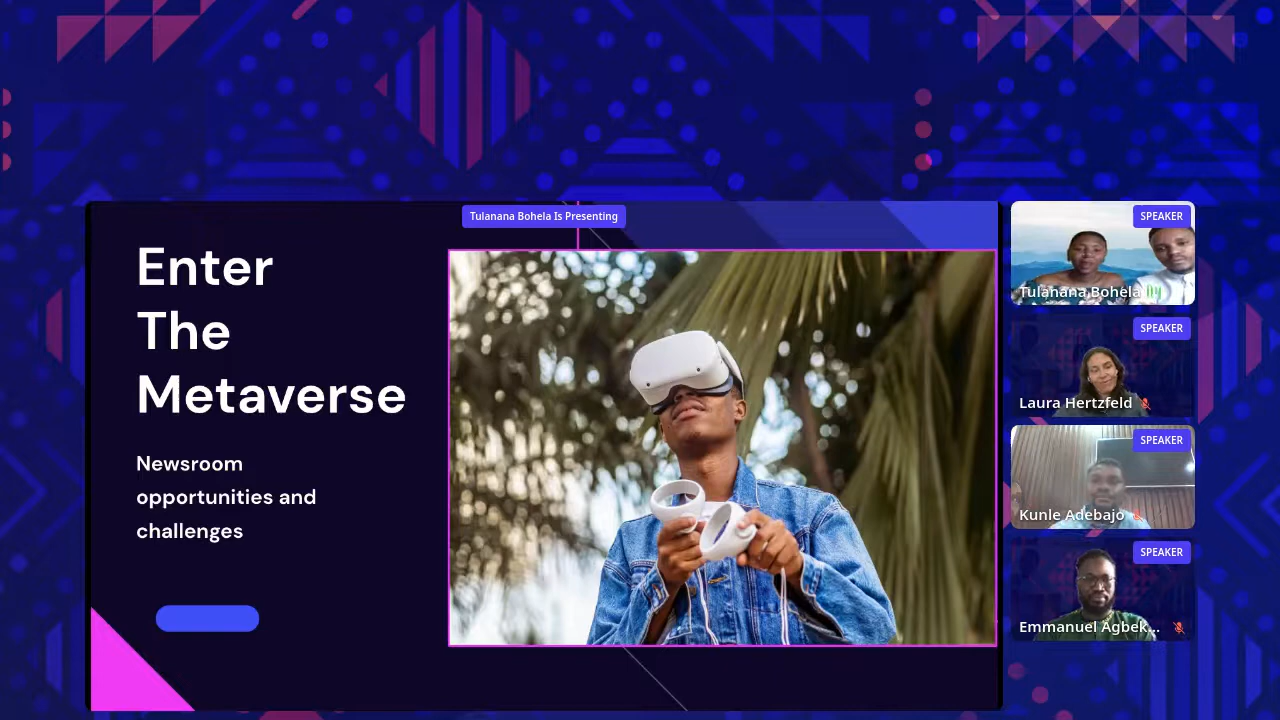 Tulanana Bohela Is Presenting
Enter
The
Metaverse
Newsroom
opportunities and
challenges
SPEAKER
Tulanana Bohela
SPEAKER
Laura Hertzfeld
SPEAKER
Kunle Adebajo
SPEAKER
Emmanuel Agbek...